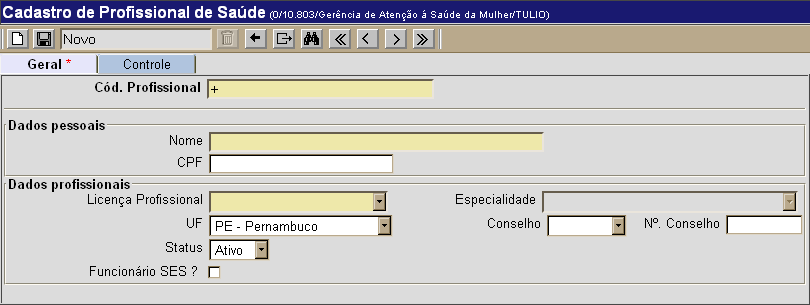 Cadastro de Profissional de Saúde (0/10.803/Gerência de Atenção á Saúde da Mulher/TULIO)
Novo
Geral * Controle
Cód. Profissional +
Dados pessoais
Nome
CPF
Dados profissionais
Licença Profissional Especialidade
UF PE - Pernambuco Conselho Nº. Conselho
Status Ativo
Funcionário SES ?